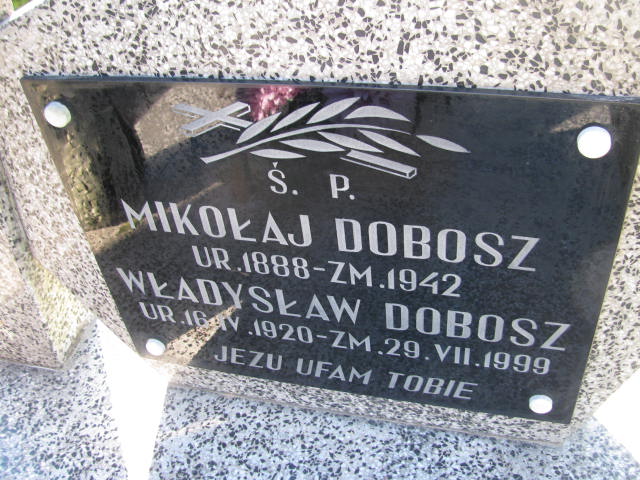 Ś. P.
MIKOŁAJ DOBOSZ
UR. 1888 - ZM. 1942
WŁADYSŁAW DOBOSZ
UR. 16. IV. 1920 - ZM. 29. VII. 1999
JEZU UFAM TOBIE